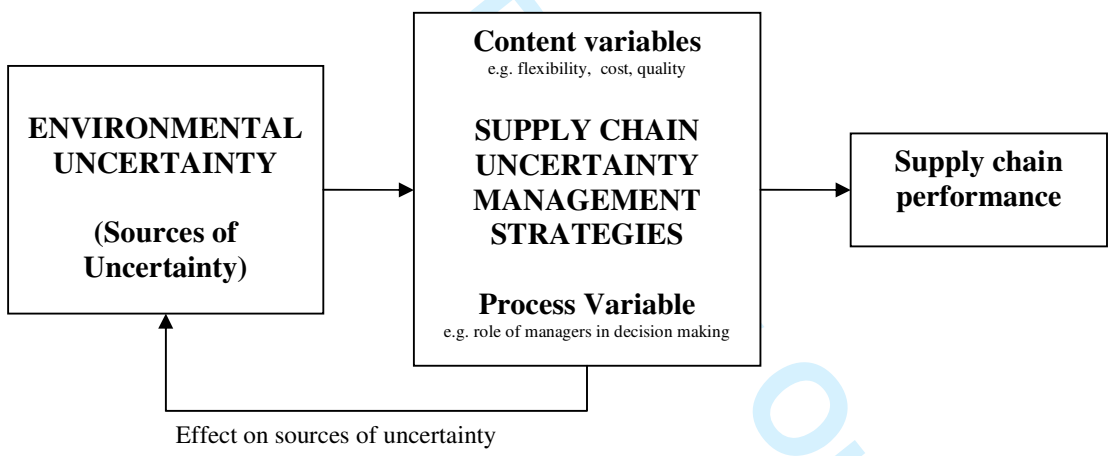 ENVIRONMENTAL
UNCERTAINTY
(Sources of
Uncertainty)
Content variables
e.g. flexibility, cost, quality
SUPPLY CHAIN
UNCERTAINTY
MANAGEMENT
STRATEGIES
Process Variable
e.g. role of managers in decision making
Supply chain
performance
Effect on sources of uncertainty